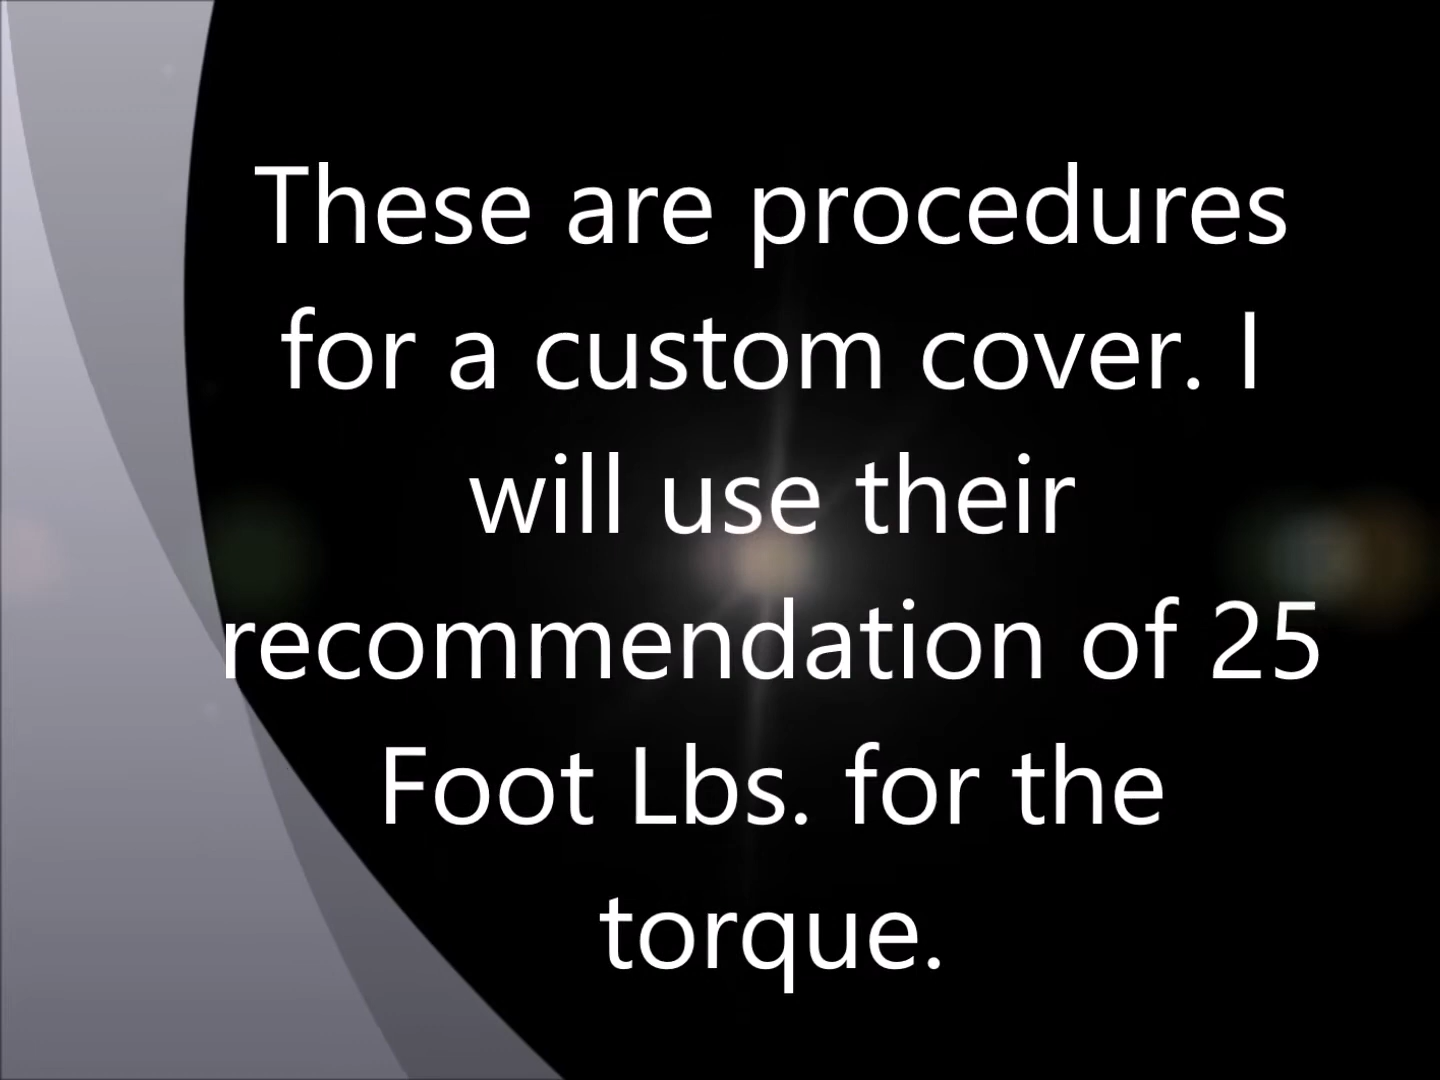 These are procedures
for a custom cover. I
will use their
recommendation of 25
Foot Lbs. for the
torque.